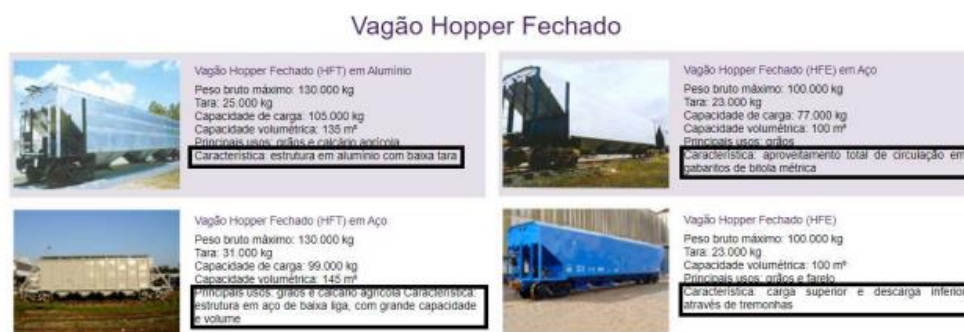 Vagão Hopper Fechado
Vagão Hopper Fechado (HFT) em Alumínio
Peso bruto máximo: 130.000 kg
Tara: 25.000 kg
Capacidade de carga: 105.000 kg
Capacidade volumétrica: 135 m³
Principais usos: grãos e calcário agrícola
Característica: estrutura em alumínio com baixa tara
Vagão Hopper Fechado (HFE) em Aço
Peso bruto máximo: 100.000 kg
Tara: 23.000 kg
Capacidade de carga: 77.000 kg
Capacidade volumétrica: 100 m³
Principais usos: grãos
Característica: aproveitamento total de circulação em
gabaritos de bitola métrica
Vagão Hopper Fechado (HFT) em Aço
Peso bruto máximo: 130.000 kg
Tara: 31.000 kg
Capacidade de carga: 99.000 kg
Capacidade volumétrica: 145 m³
Principais usos: grãos e calcário agrícola Característica:
estrutura em aço de baixa liga, com grande capacidade
e volume
Vagão Hopper Fechado (HFE)
Peso bruto máximo: 100.000 kg
Tara: 23.000 kg
Capacidade volumétrica: 100 m³
Principais usos: grãos e farelo
Característica: carga superior e descarga inferior
através de tremonhas